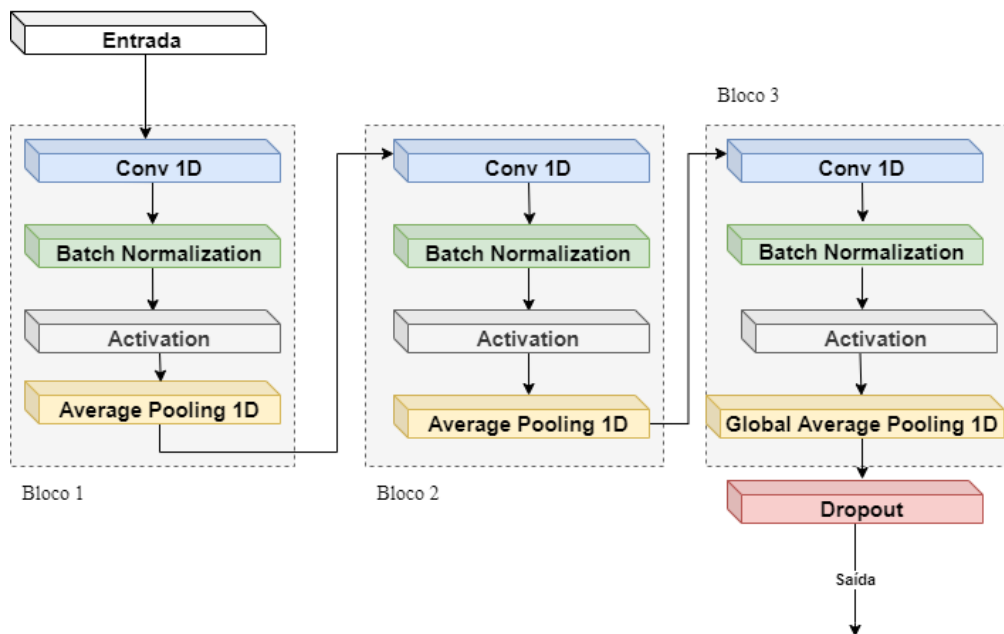 Entrada
Bloco 1
Conv 1D
Batch Normalization
Activation
Average Pooling 1D
Bloco 2
Conv 1D
Batch Normalization
Activation
Average Pooling 1D
Bloco 3
Conv 1D
Batch Normalization
Activation
Global Average Pooling 1D
Dropout
Saída